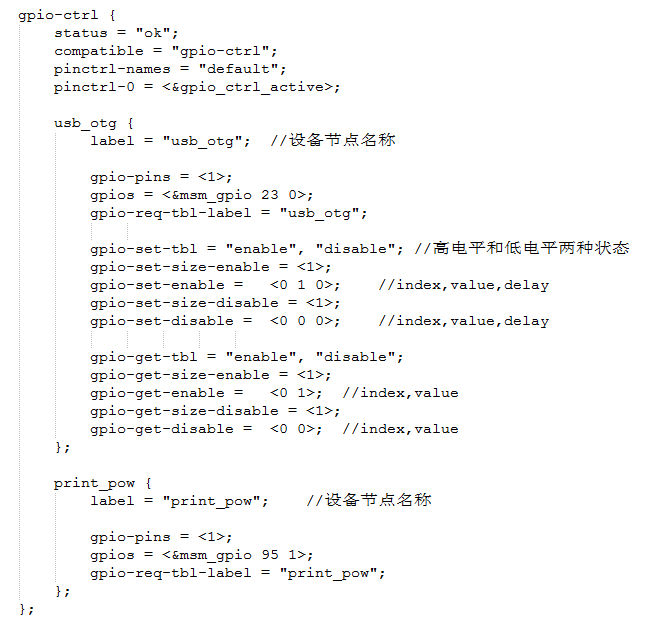 gpio-ctrl {
    status = "ok";
    compatible = "gpio-ctrl";
    pinctrl-names = "default";
    pinctrl-0 = <&gpio_ctrl_active>;

    usb_otg {
        label = "usb_otg";  //设备节点名称

        gpio-pins = <1>;
        gpios = <&msm_gpio 23 0>;
        gpio-req-tbl-label = "usb_otg";

        gpio-set-tbl = "enable", "disable"; //高电平和低电平两种状态
        gpio-set-size-enable = <1>;
        gpio-set-enable =   <0 1 0>;    //index,value,delay
        gpio-set-size-disable = <1>;
        gpio-set-disable =  <0 0 0>;    //index,value,delay

        gpio-get-tbl = "enable", "disable";
        gpio-get-size-enable = <1>;
        gpio-get-enable =   <0 1>;  //index,value
        gpio-get-size-disable = <1>;
        gpio-get-disable =  <0 0>;  //index,value
    };

    print_pow {
        label = "print_pow";    //设备节点名称

        gpio-pins = <1>;
        gpios = <&msm_gpio 95 1>;
        gpio-req-tbl-label = "print_pow";
    };
};